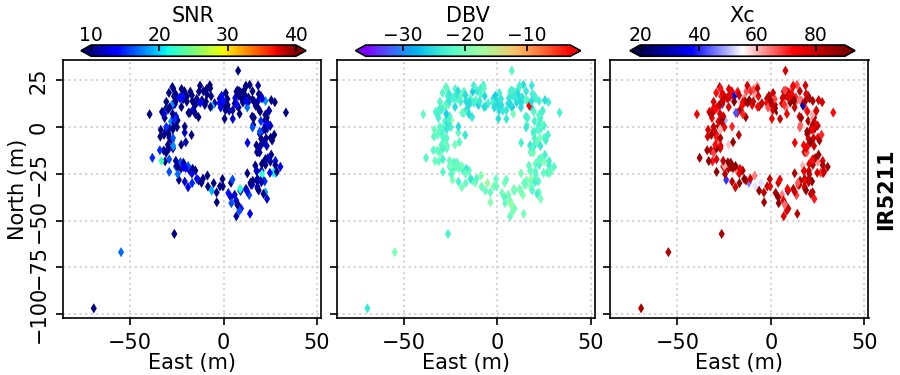 SNR DBV Xc
10 20 30 40 −30 −20 −10 20 40 60 80
25
0
−25
−50
−75
−100
North (m)
−50 0 50 −50 0 50 −50 0 50
East (m) East (m) East (m)
IR5211